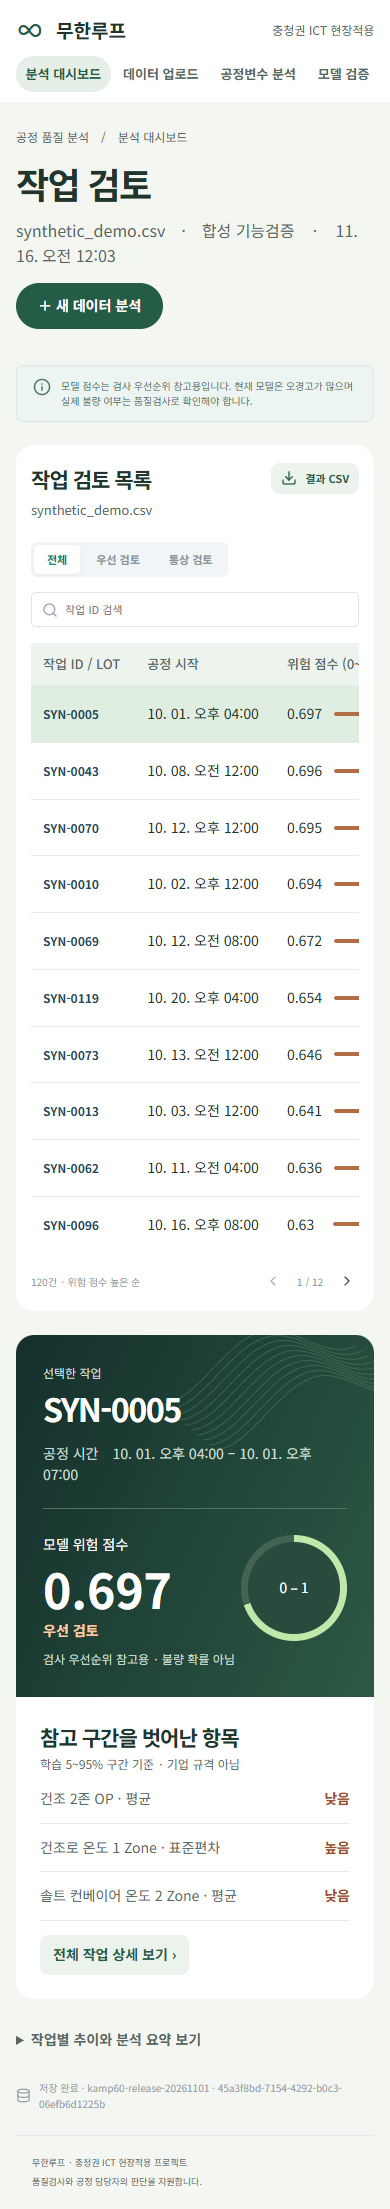 무한루프
충청권 ICT 현장적용
분석 대시보드 데이터 업로드 공정변수 분석 모델 검증
공정 품질 분석 / 분석 대시보드
작업 검토
synthetic_demo.csv · 합성 기능검증 · 11.
16. 오전 12:03
+ 새 데이터 분석
모델 점수는 검사 우선순위 참고용입니다. 현재 모델은 오경고가 많으며
실제 불량 여부는 품질검사로 확인해야 합니다.
작업 검토 목록
결과 CSV
synthetic_demo.csv
전체 우선 검토 통상 검토
작업 ID 검색
작업 ID / LOT 공정 시작 위험 점수 (0~
SYN-0005 10. 01. 오후 04:00 0.697
SYN-0043 10. 08. 오전 12:00 0.696
SYN-0070 10. 12. 오후 12:00 0.695
SYN-0010 10. 02. 오후 12:00 0.694
SYN-0069 10. 12. 오전 08:00 0.672
SYN-0119 10. 20. 오후 04:00 0.654
SYN-0073 10. 13. 오전 12:00 0.646
SYN-0013 10. 03. 오전 12:00 0.641
SYN-0062 10. 11. 오전 04:00 0.636
SYN-0096 10. 16. 오후 08:00 0.63
120건 · 위험 점수 높은 순
1 / 12
선택한 작업
SYN-0005
공정 시간 10. 01. 오후 04:00 – 10. 01. 오후
07:00
모델 위험 점수
0.697
0 – 1
우선 검토
검사 우선순위 참고용 · 불량 확률 아님
참고 구간을 벗어난 항목
학습 5~95% 구간 기준 · 기업 규격 아님
건조 2존 OP · 평균 낮음
건조로 온도 1 Zone · 표준편차 높음
솔트 컨베이어 온도 2 Zone · 평균 낮음
전체 작업 상세 보기 ›
▶ 작업별 추이와 분석 요약 보기
저장 완료 · kamp60-release-20261101 · 45a3f8bd-7154-4292-b0c3-
06efb6d1225b
무한루프 · 충청권 ICT 현장적용 프로젝트
품질검사와 공정 담당자의 판단을 지원합니다.